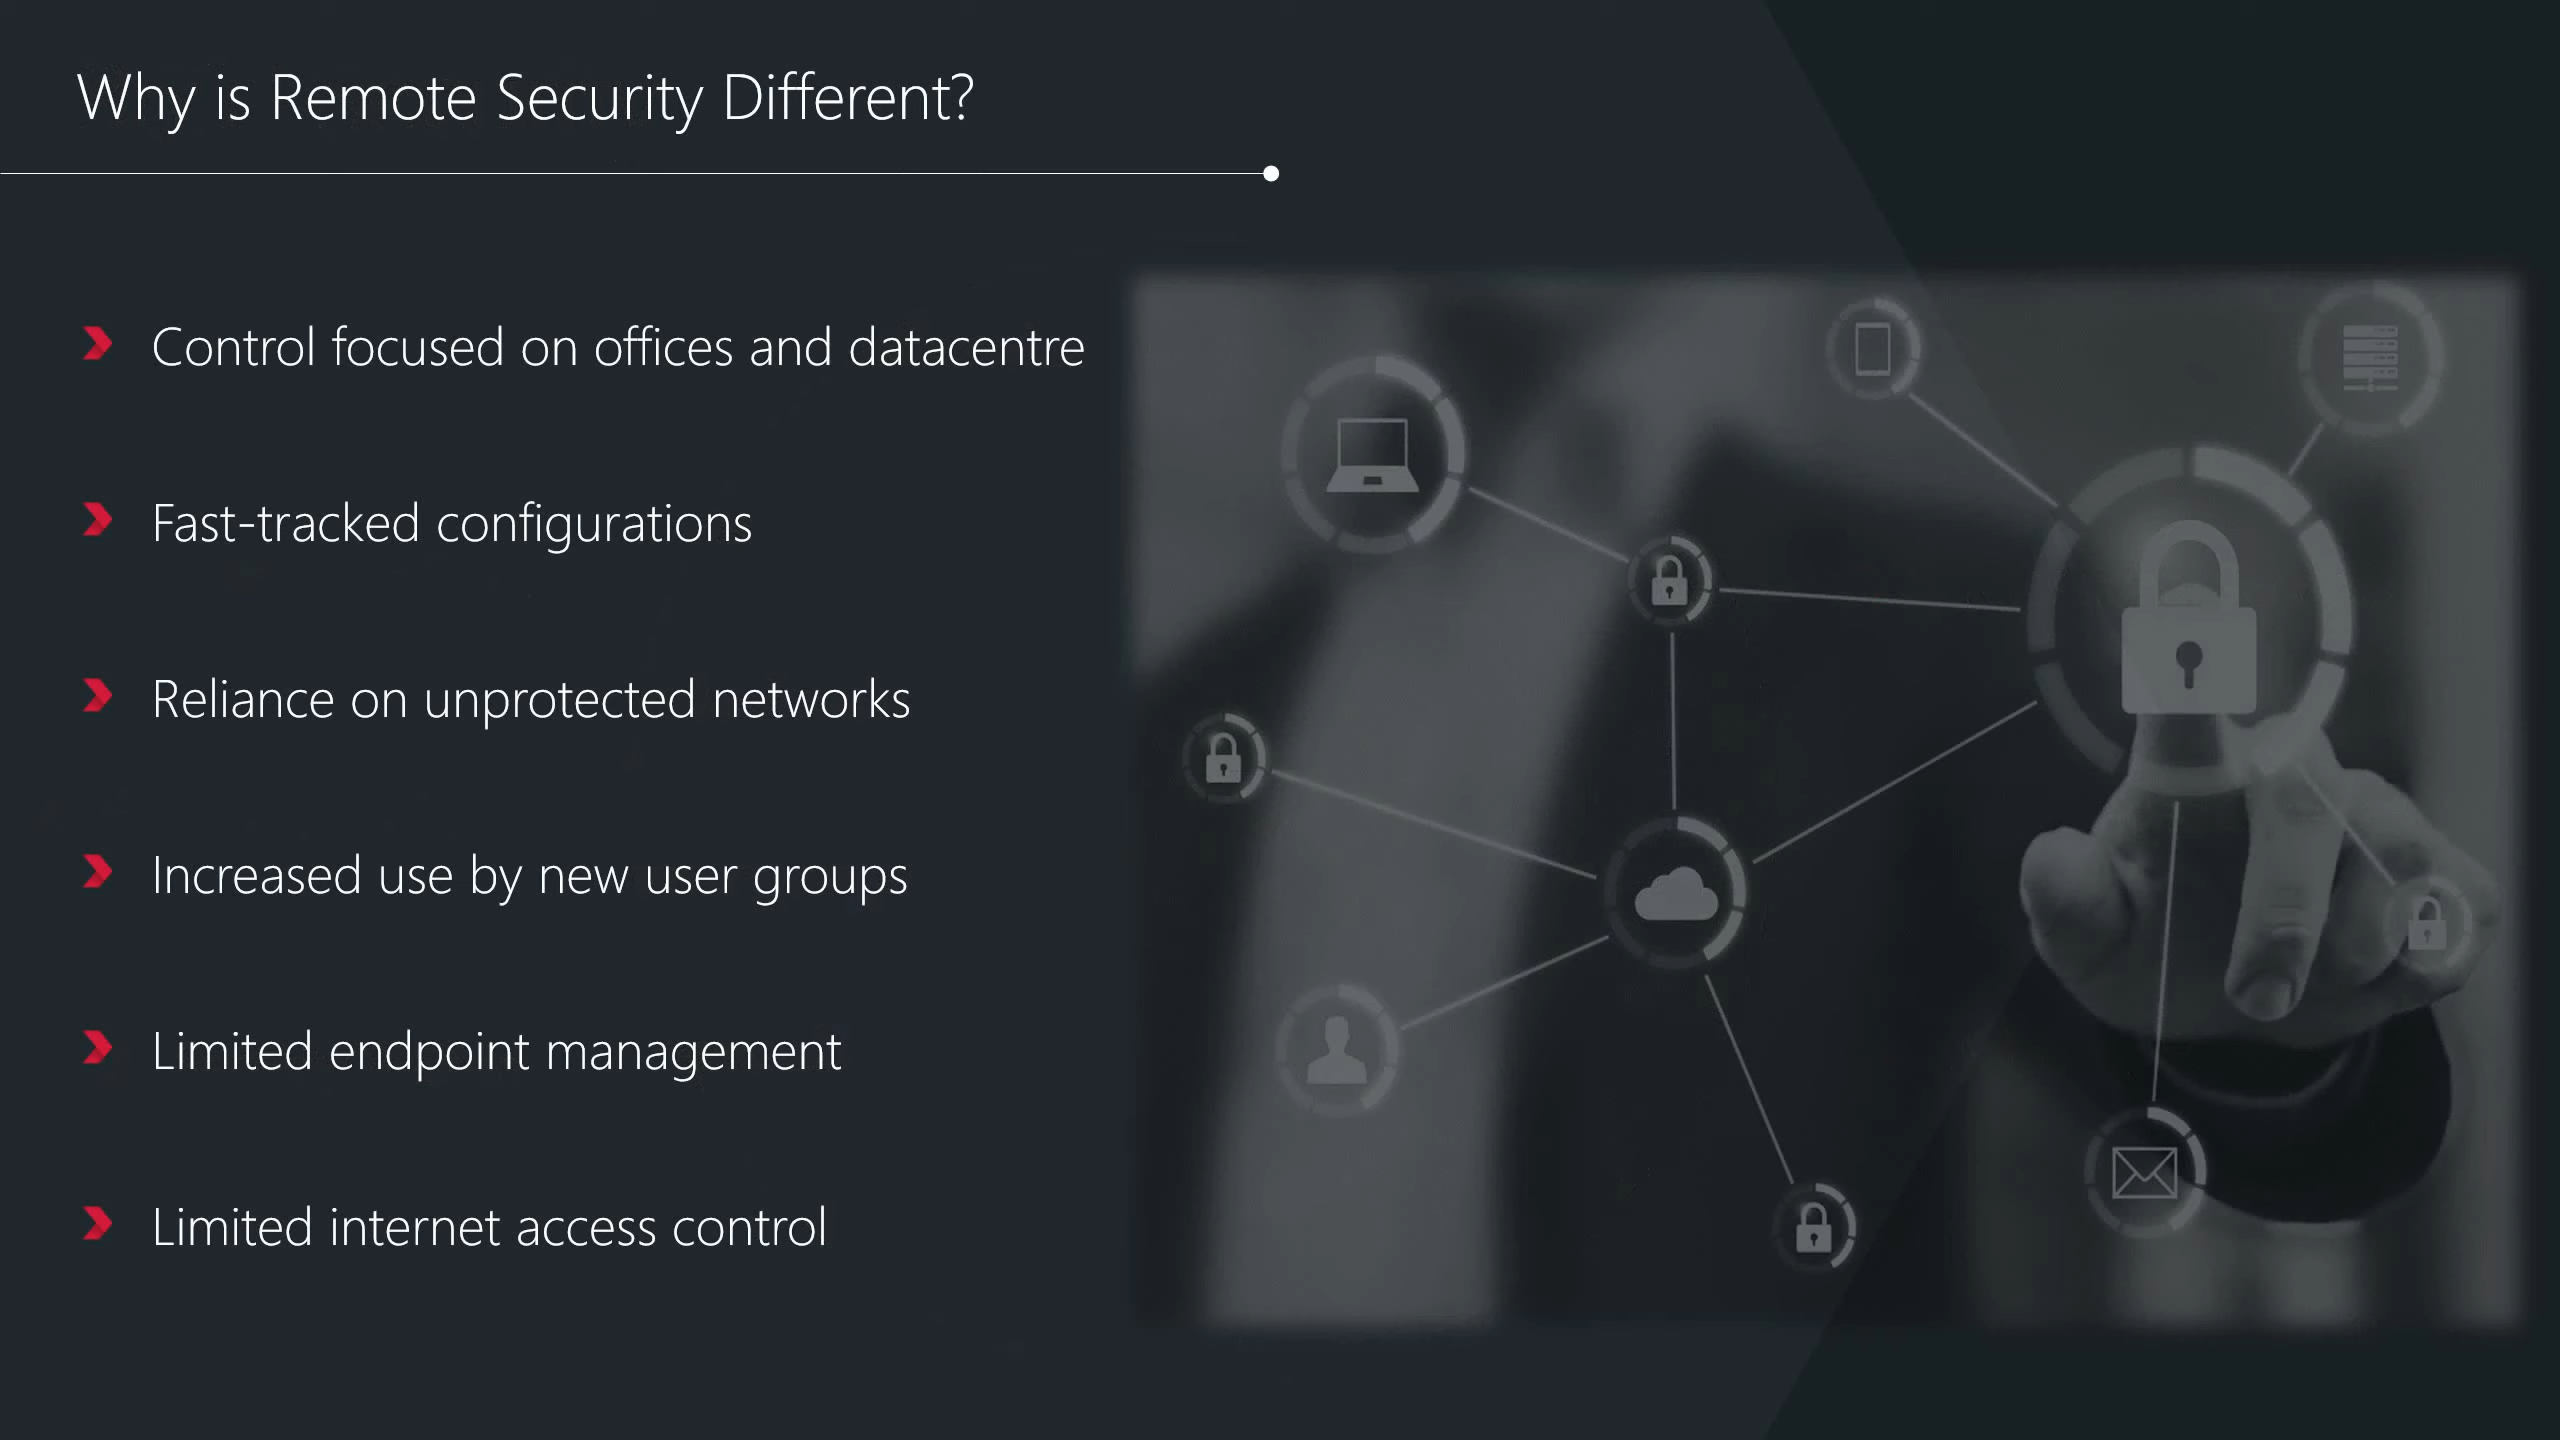 Why is Remote Security Different?
Control focused on offices and datacentre
Fast-tracked configurations
Reliance on unprotected networks
Increased use by new user groups
Limited endpoint management
Limited internet access control